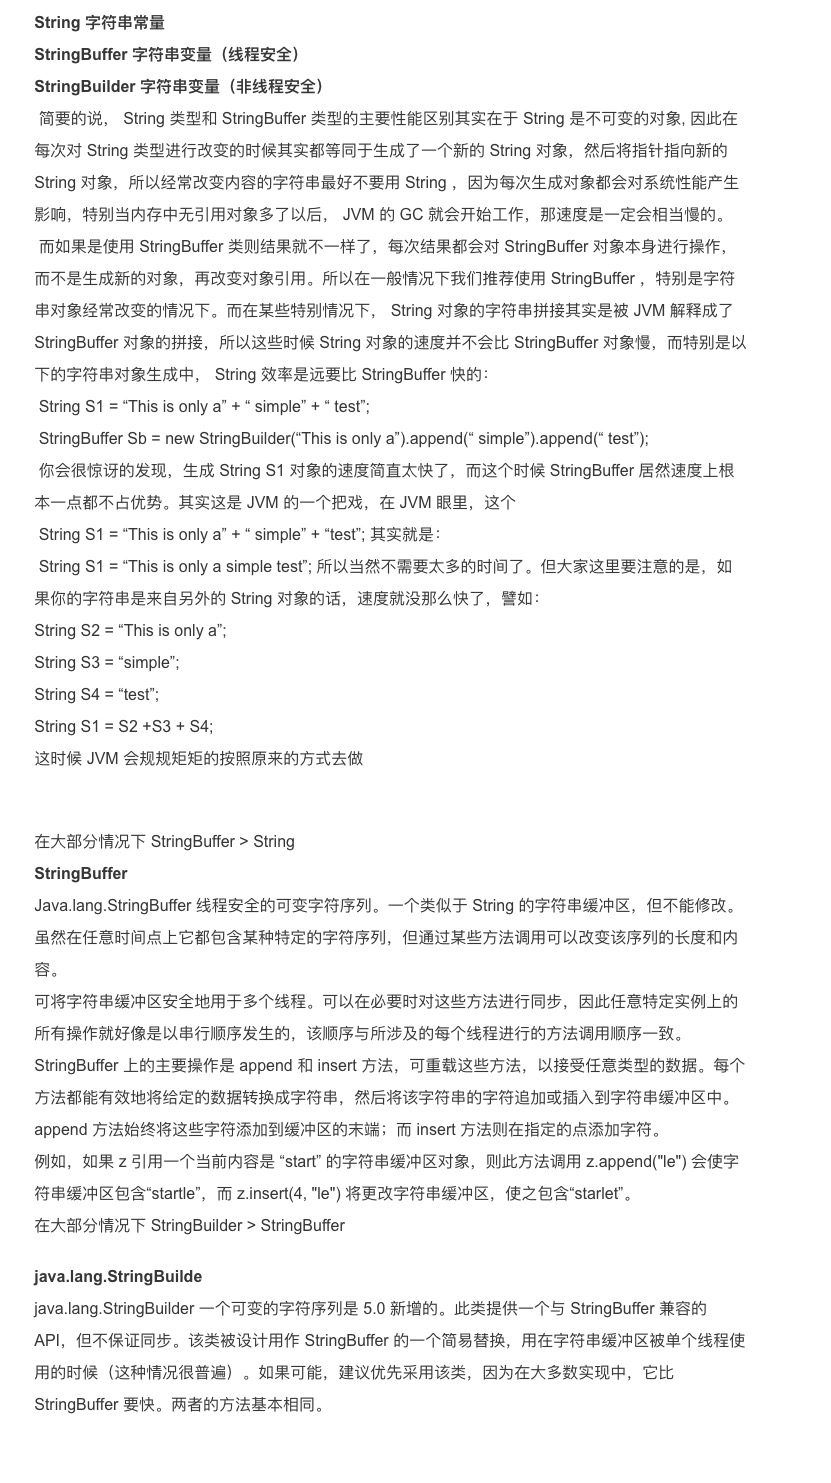 String 字符串常量
StringBuffer 字符串变量（线程安全）
StringBuilder 字符串变量（非线程安全）
简要的说， String 类型和 StringBuffer 类型的主要性能区别其实在于 String 是不可变的对象, 因此在
每次对 String 类型进行改变的时候其实都等同于生成了一个新的 String 对象，然后将指针指向新的
String 对象，所以经常改变内容的字符串最好不要用 String ，因为每次生成对象都会对系统性能产生
影响，特别当内存中无引用对象多了以后， JVM 的 GC 就会开始工作，那速度是一定会相当慢的。
而如果是使用 StringBuffer 类则结果就不一样了，每次结果都会对 StringBuffer 对象本身进行操作，
而不是生成新的对象，再改变对象引用。所以在一般情况下我们推荐使用 StringBuffer ，特别是字符
串对象经常改变的情况下。而在某些特别情况下， String 对象的字符串拼接其实是被 JVM 解释成了
StringBuffer 对象的拼接，所以这些时候 String 对象的速度并不会比 StringBuffer 对象慢，而特别是以
下的字符串对象生成中， String 效率是远要比 StringBuffer 快的：
String S1 = “This is only a” + “ simple” + “ test”;
StringBuffer Sb = new StringBuilder(“This is only a”).append(“ simple”).append(“ test”);
你会很惊讶的发现，生成 String S1 对象的速度简直太快了，而这个时候 StringBuffer 居然速度上根
本一点都不占优势。其实这是 JVM 的一个把戏，在 JVM 眼里，这个
String S1 = “This is only a” + “ simple” + “test”; 其实就是：
String S1 = “This is only a simple test”; 所以当然不需要太多的时间了。但大家这里要注意的是，如
果你的字符串是来自另外的 String 对象的话，速度就没那么快了，譬如：
String S2 = “This is only a”;
String S3 = “simple”;
String S4 = “test”;
String S1 = S2 +S3 + S4;
这时候 JVM 会规规矩矩的按照原来的方式去做
在大部分情况下 StringBuffer > String
StringBuffer
Java.lang.StringBuffer 线程安全的可变字符序列。一个类似于 String 的字符串缓冲区，但不能修改。
虽然在任意时间点上它都包含某种特定的字符序列，但通过某些方法调用可以改变该序列的长度和内
容。
可将字符串缓冲区安全地用于多个线程。可以在必要时对这些方法进行同步，因此任意特定实例上的
所有操作就好像是以串行顺序发生的，该顺序与所涉及的每个线程进行的方法调用顺序一致。
StringBuffer 上的主要操作是 append 和 insert 方法，可重载这些方法，以接受任意类型的数据。每个
方法都能有效地将给定的数据转换成字符串，然后将该字符串的字符追加或插入到字符串缓冲区中。
append 方法始终将这些字符添加到缓冲区的末端；而 insert 方法则在指定的点添加字符。
例如，如果 z 引用一个当前内容是 “start” 的字符串缓冲区对象，则此方法调用 z.append("le") 会使字
符串缓冲区包含“startle”，而 z.insert(4, "le") 将更改字符串缓冲区，使之包含“starlet”。
在大部分情况下 StringBuilder > StringBuffer
java.lang.StringBuilde
java.lang.StringBuilder 一个可变的字符序列是 5.0 新增的。此类提供一个与 StringBuffer 兼容的
API，但不保证同步。该类被设计用作 StringBuffer 的一个简易替换，用在字符串缓冲区被单个线程使
用的时候（这种情况很普遍）。如果可能，建议优先采用该类，因为在大多数实现中，它比
StringBuffer 要快。两者的方法基本相同。